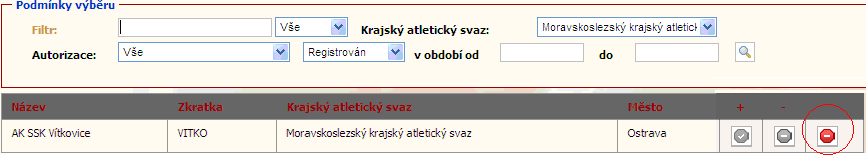 Podmínky výběru
Filtr: Vše Krajský atletický svaz: Moravskoslezský krajský atletick
Autorizace: Vše Registrován v období od do
Název Zkratka Krajský atletický svaz Město + -
AK SSK Vítkovice VITKO Moravskoslezský krajský atletický svaz Ostrava